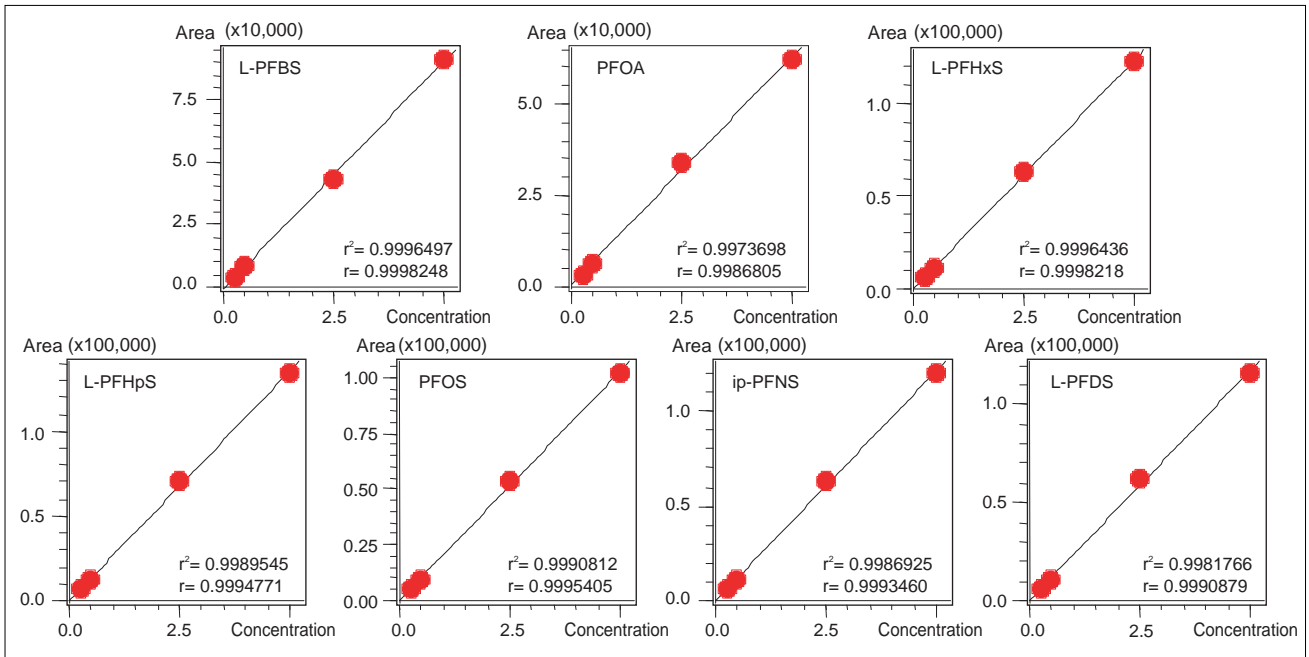 Area (x10,000)
L-PFBS
7.5
5.0
2.5
0.0
r²= 0.9996497
r= 0.9998248
0.0 2.5 Concentration
Area (x10,000)
PFOA
5.0
2.5
0.0
r²= 0.9973698
r= 0.9986805
0.0 2.5 Concentration
Area (x100,000)
L-PFHxS
1.0
0.5
0.0
r²= 0.9996436
r= 0.9998218
0.0 2.5 Concentration
Area (x100,000)
L-PFHpS
1.0
0.5
0.0
r²= 0.9989545
r= 0.9994771
0.0 2.5 Concentration
Area (x100,000)
PFOS
1.00
0.75
0.50
0.25
0.00
r²= 0.9990812
r= 0.9995405
0.0 2.5 Concentration
Area (x100,000)
ip-PFNS
1.0
0.5
0.0
r²= 0.9986925
r= 0.9993460
0.0 2.5 Concentration
Area (x100,000)
L-PFDS
1.0
0.5
0.0
r²= 0.9981766
r= 0.9990879
0.0 2.5 Concentration